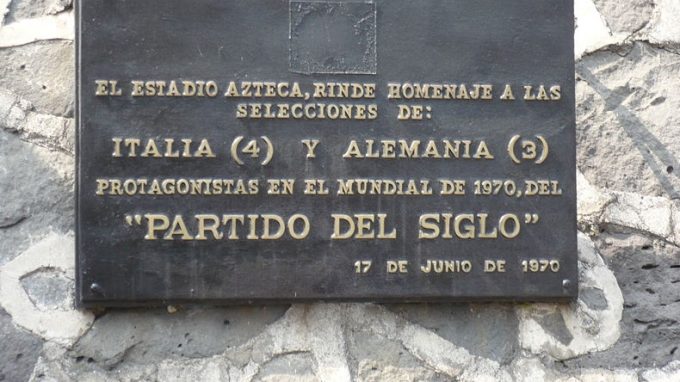 EL ESTADIO AZTECA, RINDE HOMENAJE A LAS
SELECCIONES DE:
ITALIA (4) Y ALEMANIA (3)
PROTAGONISTAS EN EL MUNDIAL DE 1970, DEL
"PARTIDO DEL SIGLO"
17 DE JUNIO DE 1970